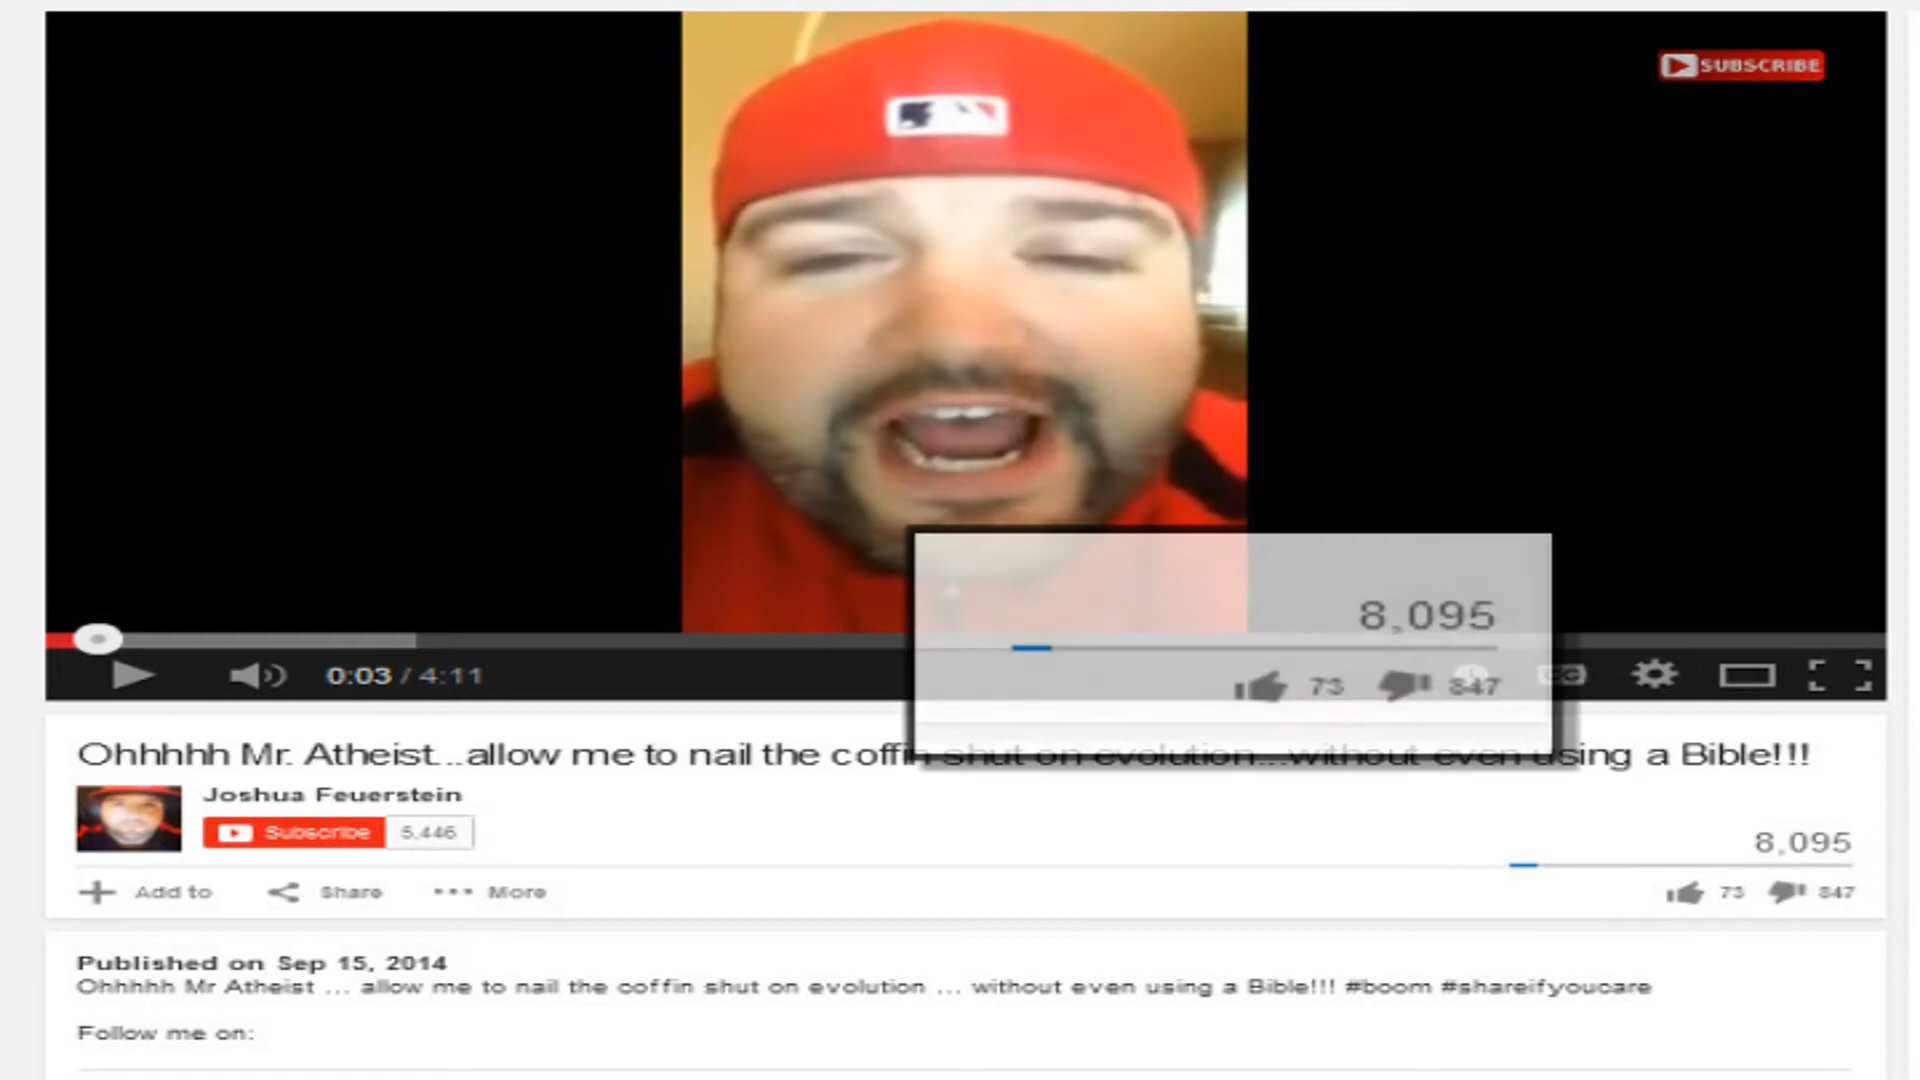 SUBSCRIBE
8,095
73 847
0:03 / 4:11
Ohhhhh Mr. Atheist...allow me to nail the coffin shut on evolution...without even using a Bible!!!
Joshua Feuerstein
Subscribe 5,446
8,095
Add to Share More
73 847
Published on Sep 15, 2014
Ohhhhh Mr Atheist ... allow me to nail the coffin shut on evolution ... without even using a Bible!!! #boom #shareifyoucare
Follow me on: